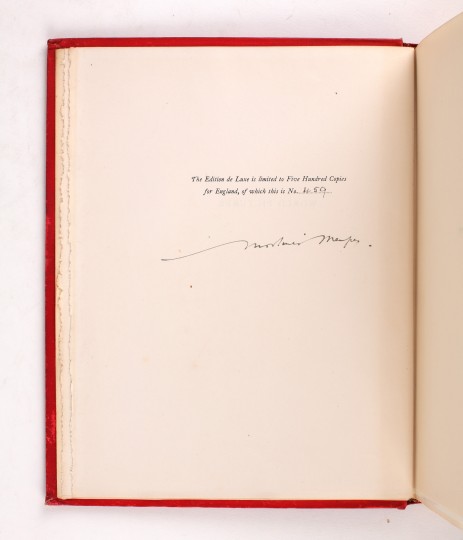 The Edition de Luxe is limited to Five Hundred Copies
for England, of which this is No. 459
Mortimer Menpes.